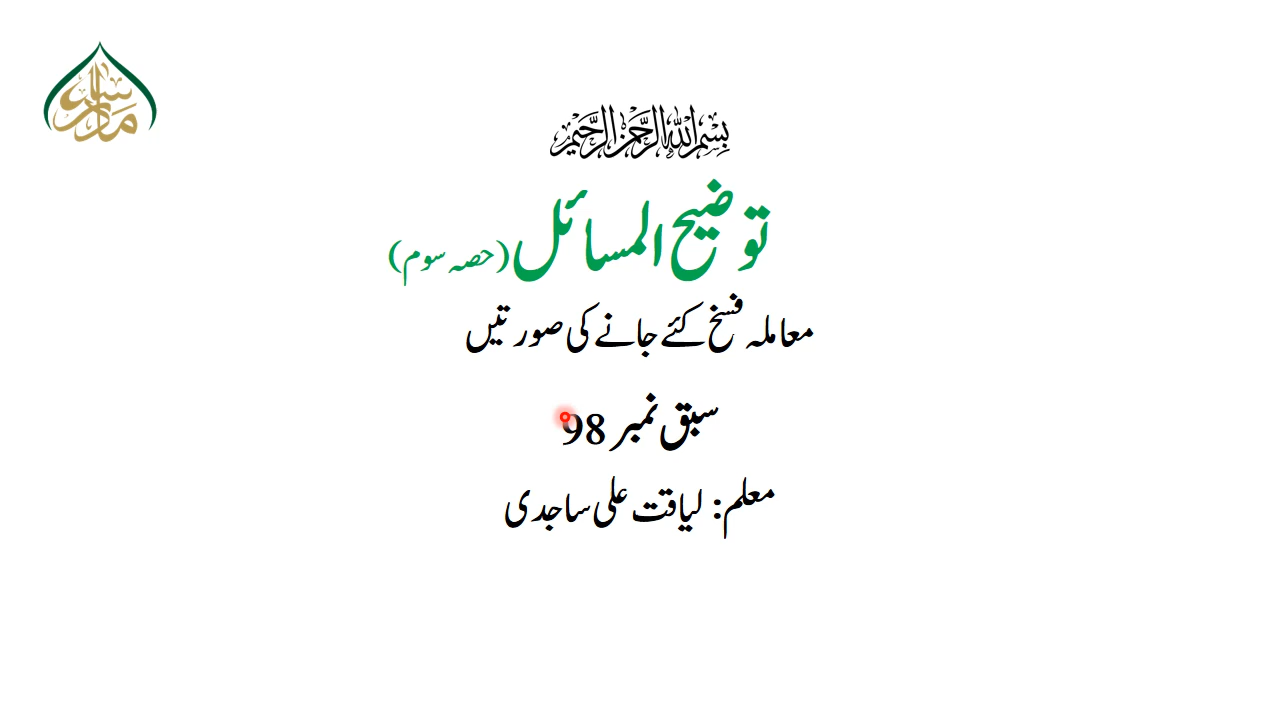 بسم الله الرحمن الرحیم
توضیح المسائل (حصہ سوم)
معاملہ فسخ کئے جانے کی صورتیں
سبق نمبر 98
معلم: لیاقت علی ساجدی